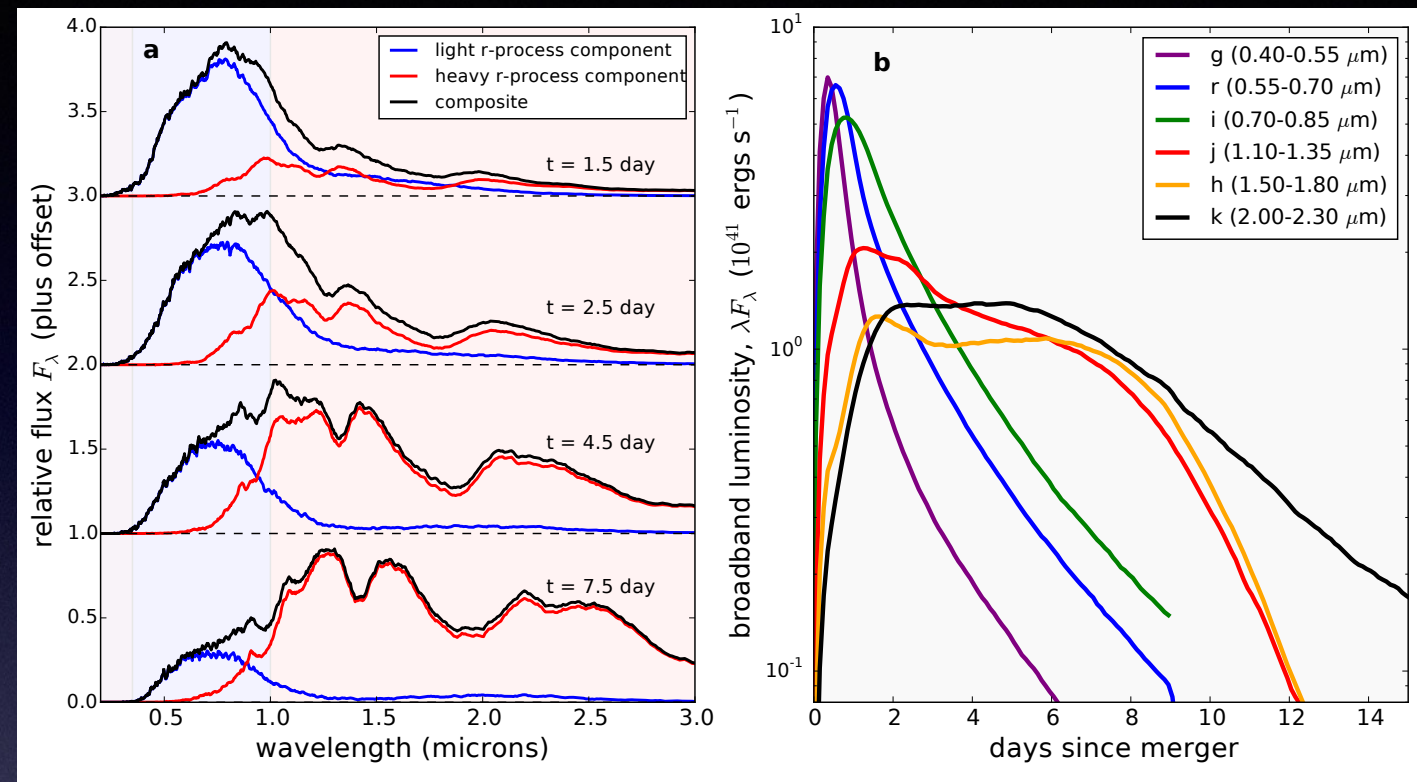 a
light r-process component
heavy r-process component
composite
t = 1.5 day
t = 2.5 day
t = 4.5 day
t = 7.5 day
4.0
3.5
3.0
2.5
2.0
1.5
1.0
0.5
0.0
0.5 1.0 1.5 2.0 2.5 3.0
relative flux F_λ (plus offset)
wavelength (microns)
b
g (0.40-0.55 μm)
r (0.55-0.70 μm)
i (0.70-0.85 μm)
j (1.10-1.35 μm)
h (1.50-1.80 μm)
k (2.00-2.30 μm)
10^1
10^0
10^{-1}
0 2 4 6 8 10 12 14
broadband luminosity, λF_λ (10^{41} ergs s^{-1})
days since merger